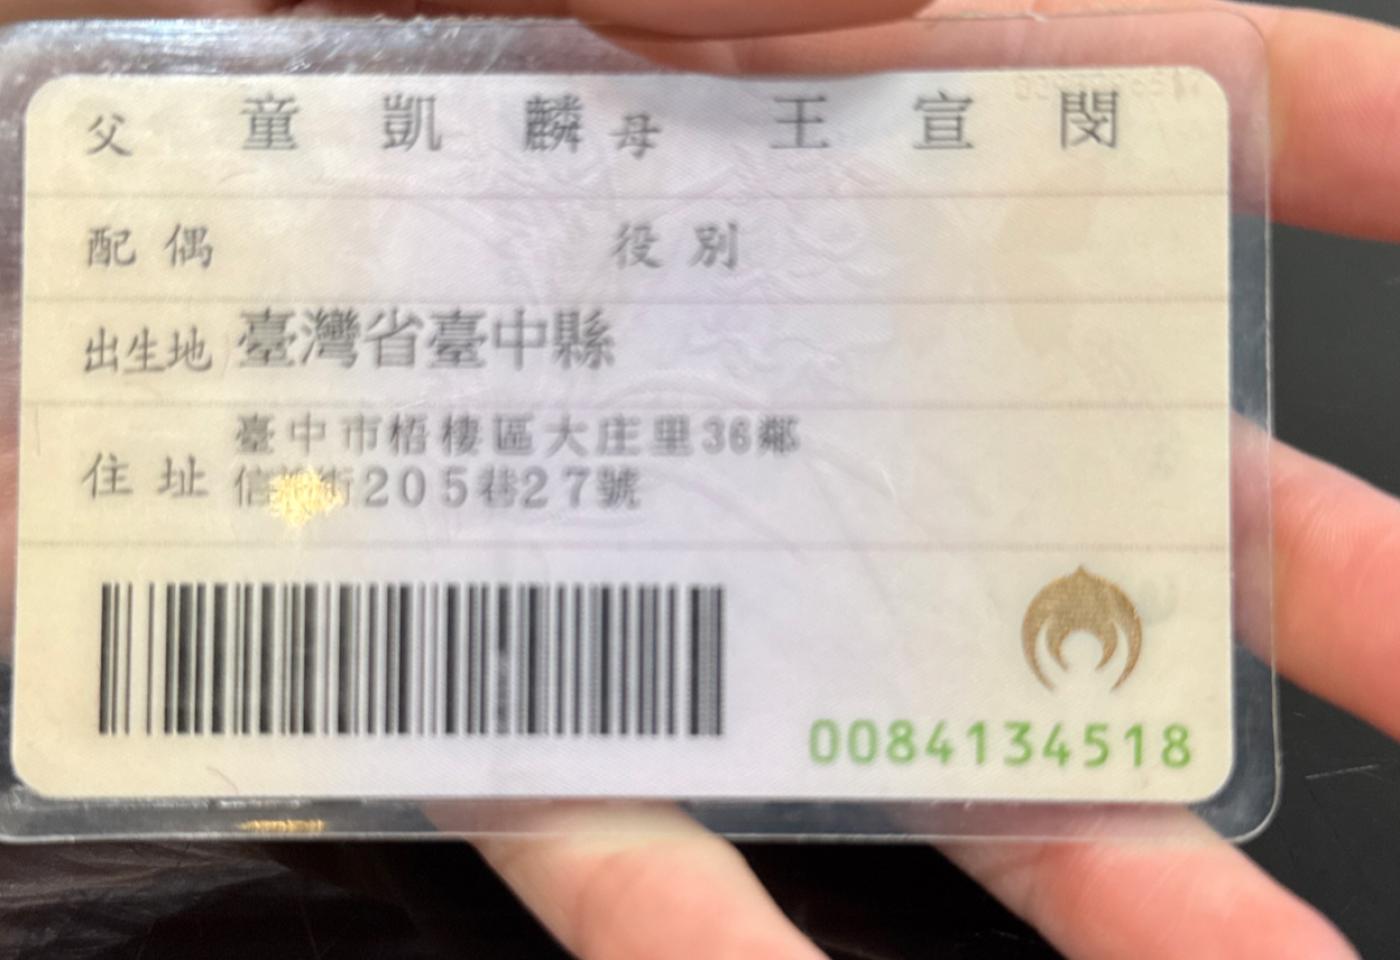 父 童凱麟 母 王宣閔
配偶 役別
出生地 臺灣省臺中縣
住址 臺中市梧棲區大庄里36鄰
信 街205巷27號
0084134518